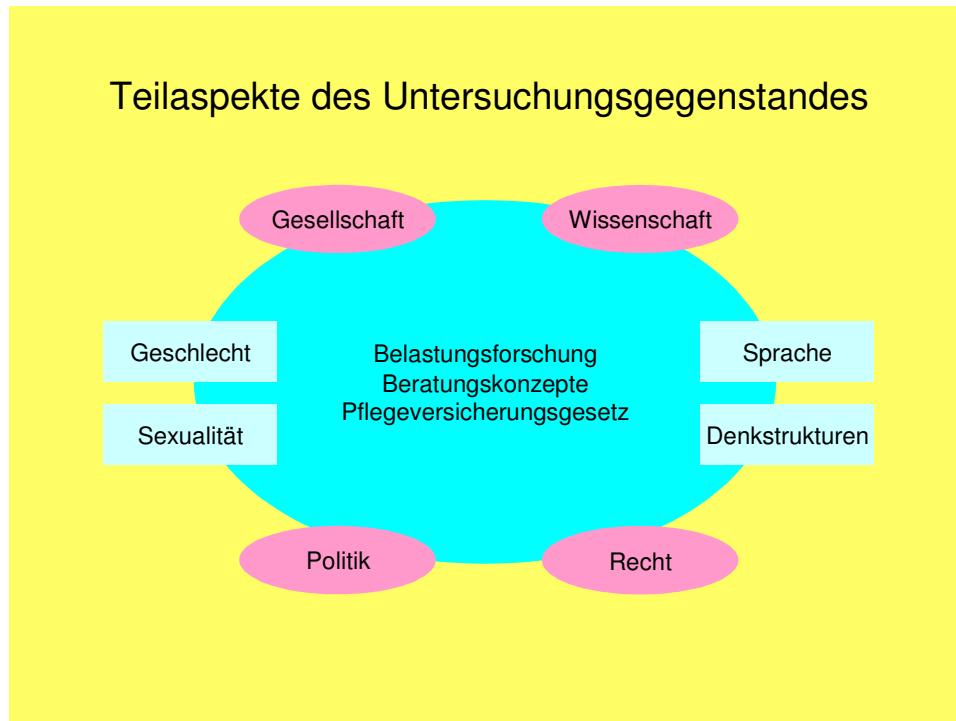 Teilaspekte des Untersuchungsgegenstandes
Gesellschaft
Wissenschaft
Geschlecht
Belastungsforschung
Beratungskonzepte
Pflegeversicherungsgesetz
Sprache
Sexualität
Denkstrukturen
Politik
Recht